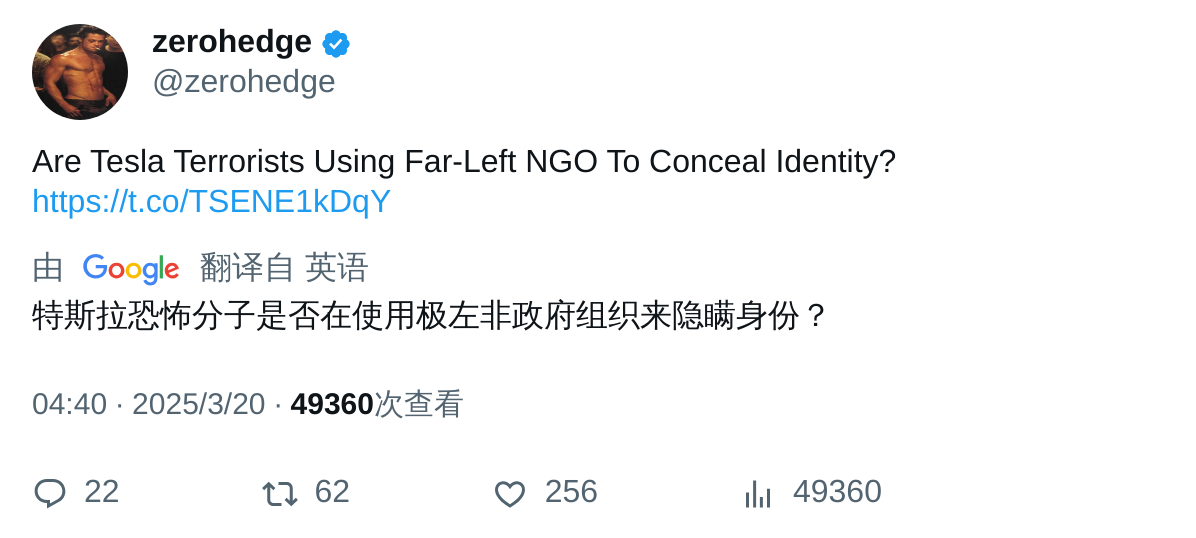 zerohedge
@zerohedge
Are Tesla Terrorists Using Far-Left NGO To Conceal Identity?
https://t.co/TSENE1kDqY
由 Google 翻译自 英语
特斯拉恐怖分子是否在使用极左非政府组织来隐瞒身份？
04:40 · 2025/3/20 · 49360次查看
22 62 256 49360